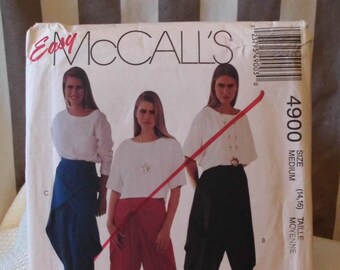 Easy
McCALL'S
4900
SIZE MEDIUM (14,16) TAILLE MOYENNE
C
B